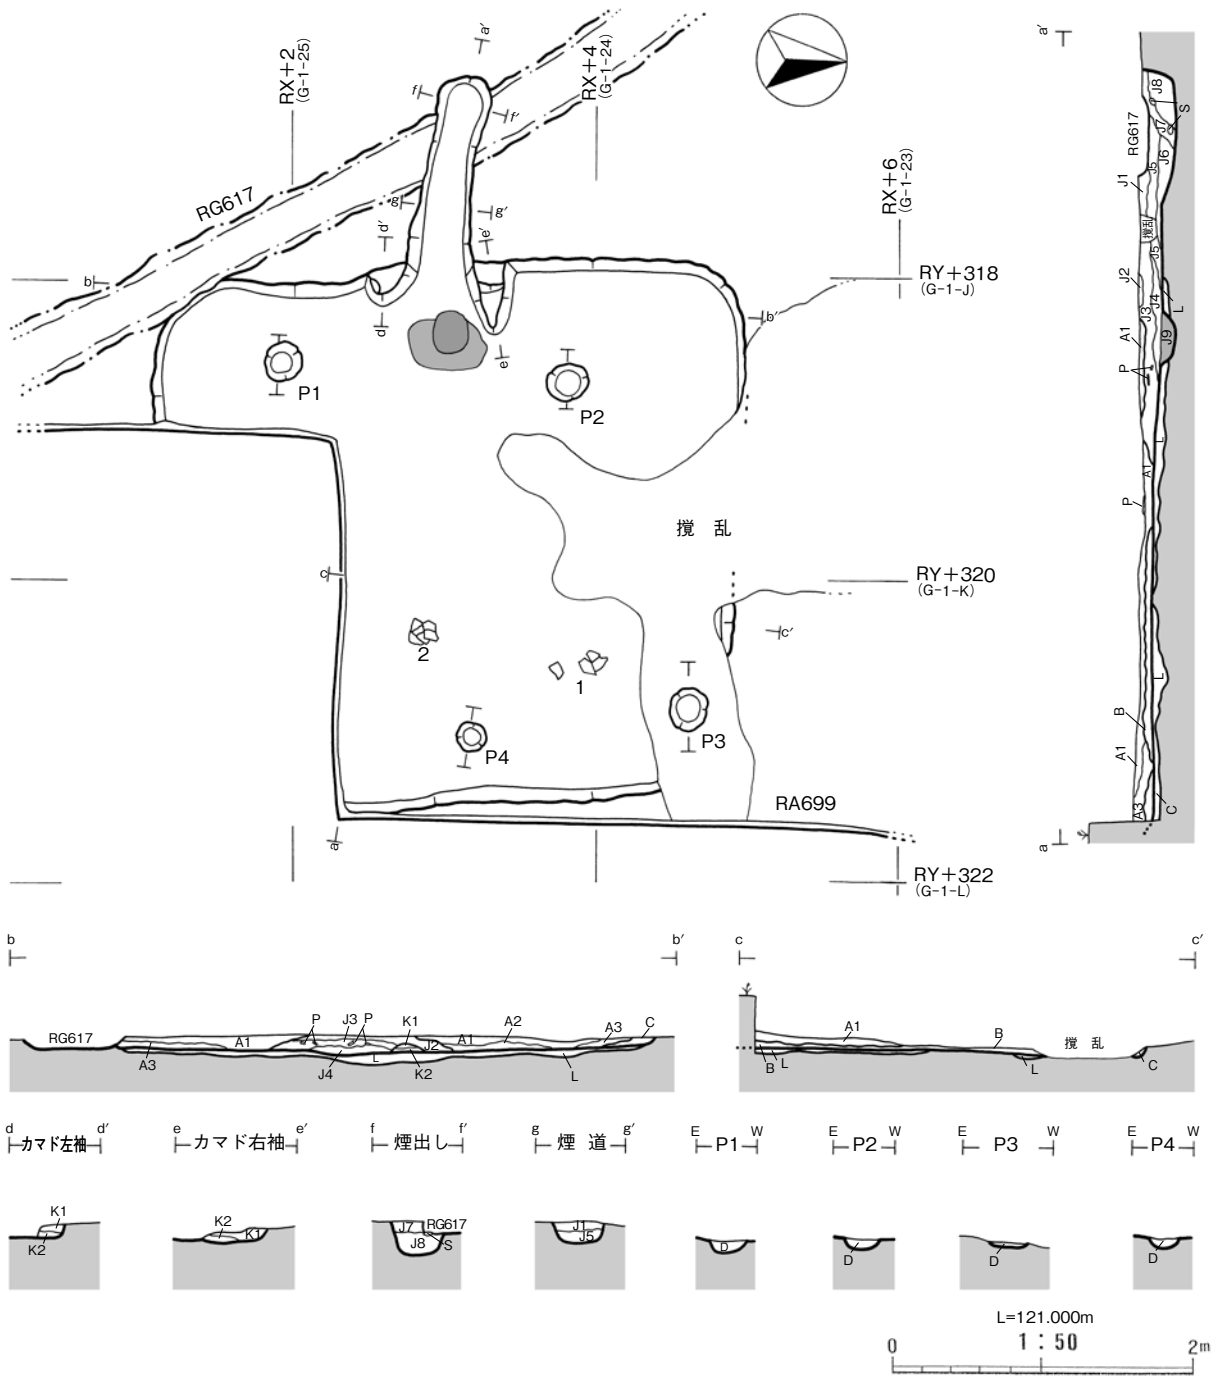 RX+2
(G-1-25)
RX+4
(G-1-24)
RX+6
(G-1-23)
a′
f
f′
g
g′
d′
e′
RG617
b
b′
d
e
RY+318
(G-1-J)
P1
P2
攪 乱
RY+320
(G-1-K)
c
c′
2
1
P3
P4
RA699
a
RY+322
(G-1-L)
a′
J8
S
J7
RG617
J6
J5
J1
攪乱
J5
J2
J4
L
J3
A1
J9
P
L
A1
P
L
B
A1
A3
C
a
b
b′
RG617
A3
A1
P
J3
P
K1
J2
A1
A2
A3
C
J4
L
K2
L
c
c′
A1
B
攪 乱
B
L
L
C
d カマド左袖 d′
K1
K2
e カマド右袖 e′
K2
K1
f 煙出し f′
J7
RG617
J8
S
g 煙 道 g′
J1
J5
E P1 W
D
E P2 W
D
E P3 W
D
E P4 W
D
L=121.000m
1:50
0
2m